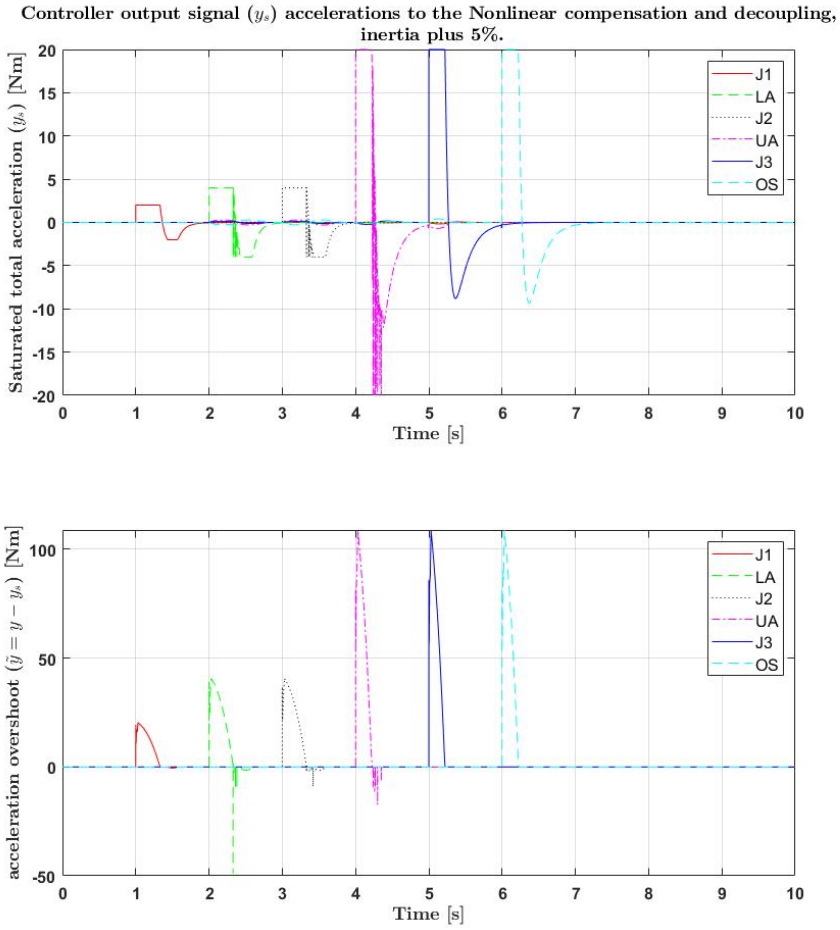 Controller output signal (yₛ) accelerations to the Nonlinear compensation and decoupling,
inertia plus 5%.
Saturated total acceleration (yₛ) [Nm]
20
15
10
5
0
-5
-10
-15
-20
J1
LA
J2
UA
J3
OS
0 1 2 3 4 5 6 7 8 9 10
Time [s]
acceleration overshoot (ỹ = y − yₛ) [Nm]
100
50
0
-50
J1
LA
J2
UA
J3
OS
0 1 2 3 4 5 6 7 8 9 10
Time [s]